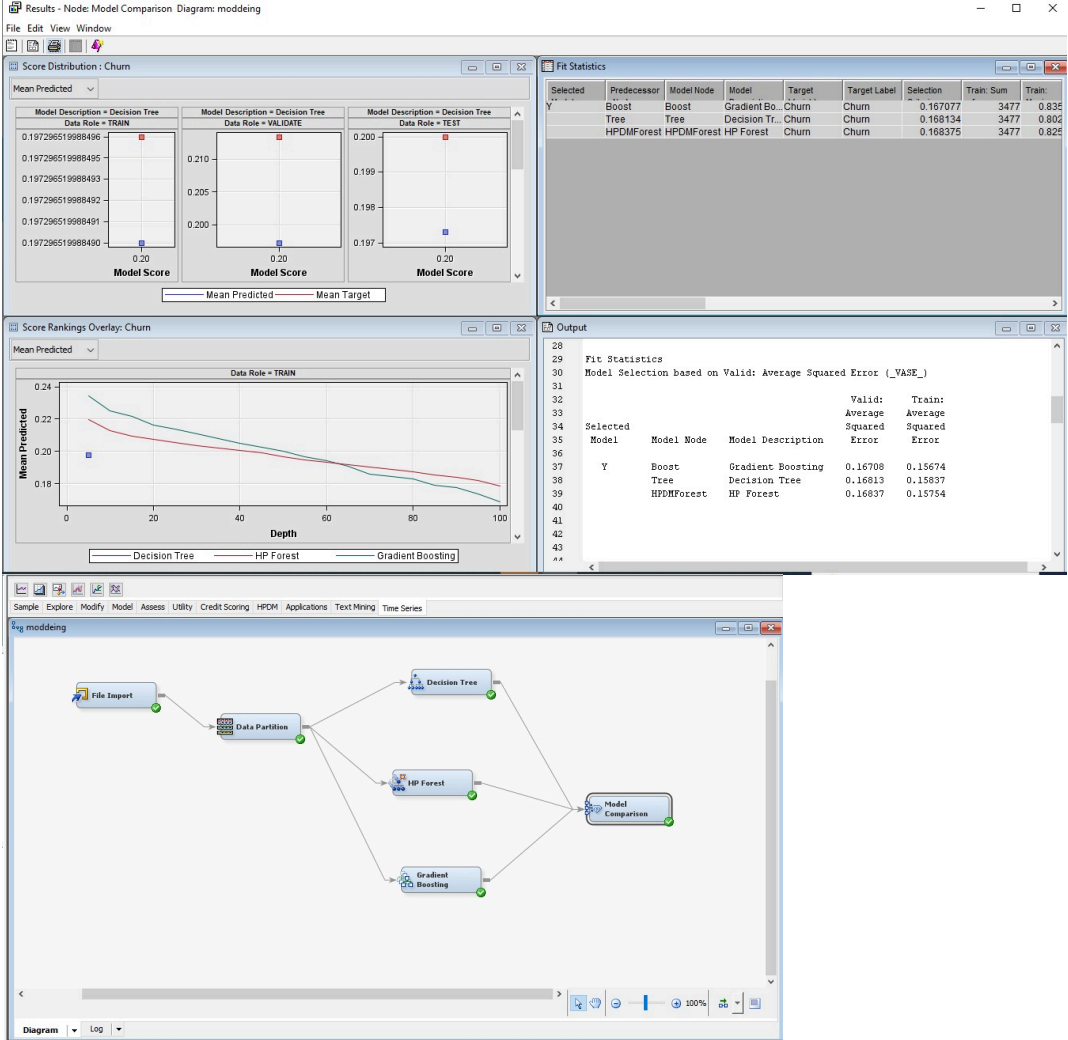 Results - Node: Model Comparison Diagram: moddeing
File Edit View Window
Score Distribution : Churn
Mean Predicted
Model Description = Decision Tree
Data Role = TRAIN
0.197296519988496
0.197296519988495
0.197296519988493
0.197296519988492
0.197296519988491
0.197296519988490
0.20
Model Score
Model Description = Decision Tree
Data Role = VALIDATE
0.210
0.205
0.200
0.20
Model Score
Model Description = Decision Tree
Data Role = TEST
0.200
0.199
0.198
0.197
0.20
Model Score
Mean Predicted Mean Target
Fit Statistics
Selected Predecessor Model Node Model Target Target Label Selection Train: Sum Train:
Y Boost Boost Gradient Bo... Churn Churn 0.167077 3477 0.835
Tree Tree Decision Tr... Churn Churn 0.168134 3477 0.802
HPDMForest HPDMForest HP Forest Churn Churn 0.168375 3477 0.825
Score Rankings Overlay: Churn
Mean Predicted
Data Role = TRAIN
Mean Predicted
0.24
0.22
0.20
0.18
0 20 40 60 80 100
Depth
Decision Tree HP Forest Gradient Boosting
Output
28
29 Fit Statistics
30 Model Selection based on Valid: Average Squared Error (_VASE_)
31
32 Valid: Train:
33 Average Average
34 Selected Squared Squared
35 Model Model Node Model Description Error Error
36
37 Y Boost Gradient Boosting 0.16708 0.15674
38 Tree Decision Tree 0.16813 0.15837
39 HPDMForest HP Forest 0.16837 0.15754
40
41
42
43
Sample Explore Modify Model Assess Utility Credit Scoring HPDM Applications Text Mining Time Series
moddeing
File Import
Data Partition
Decision Tree
HP Forest
Gradient
Boosting
Model
Comparison
100%
Diagram Log